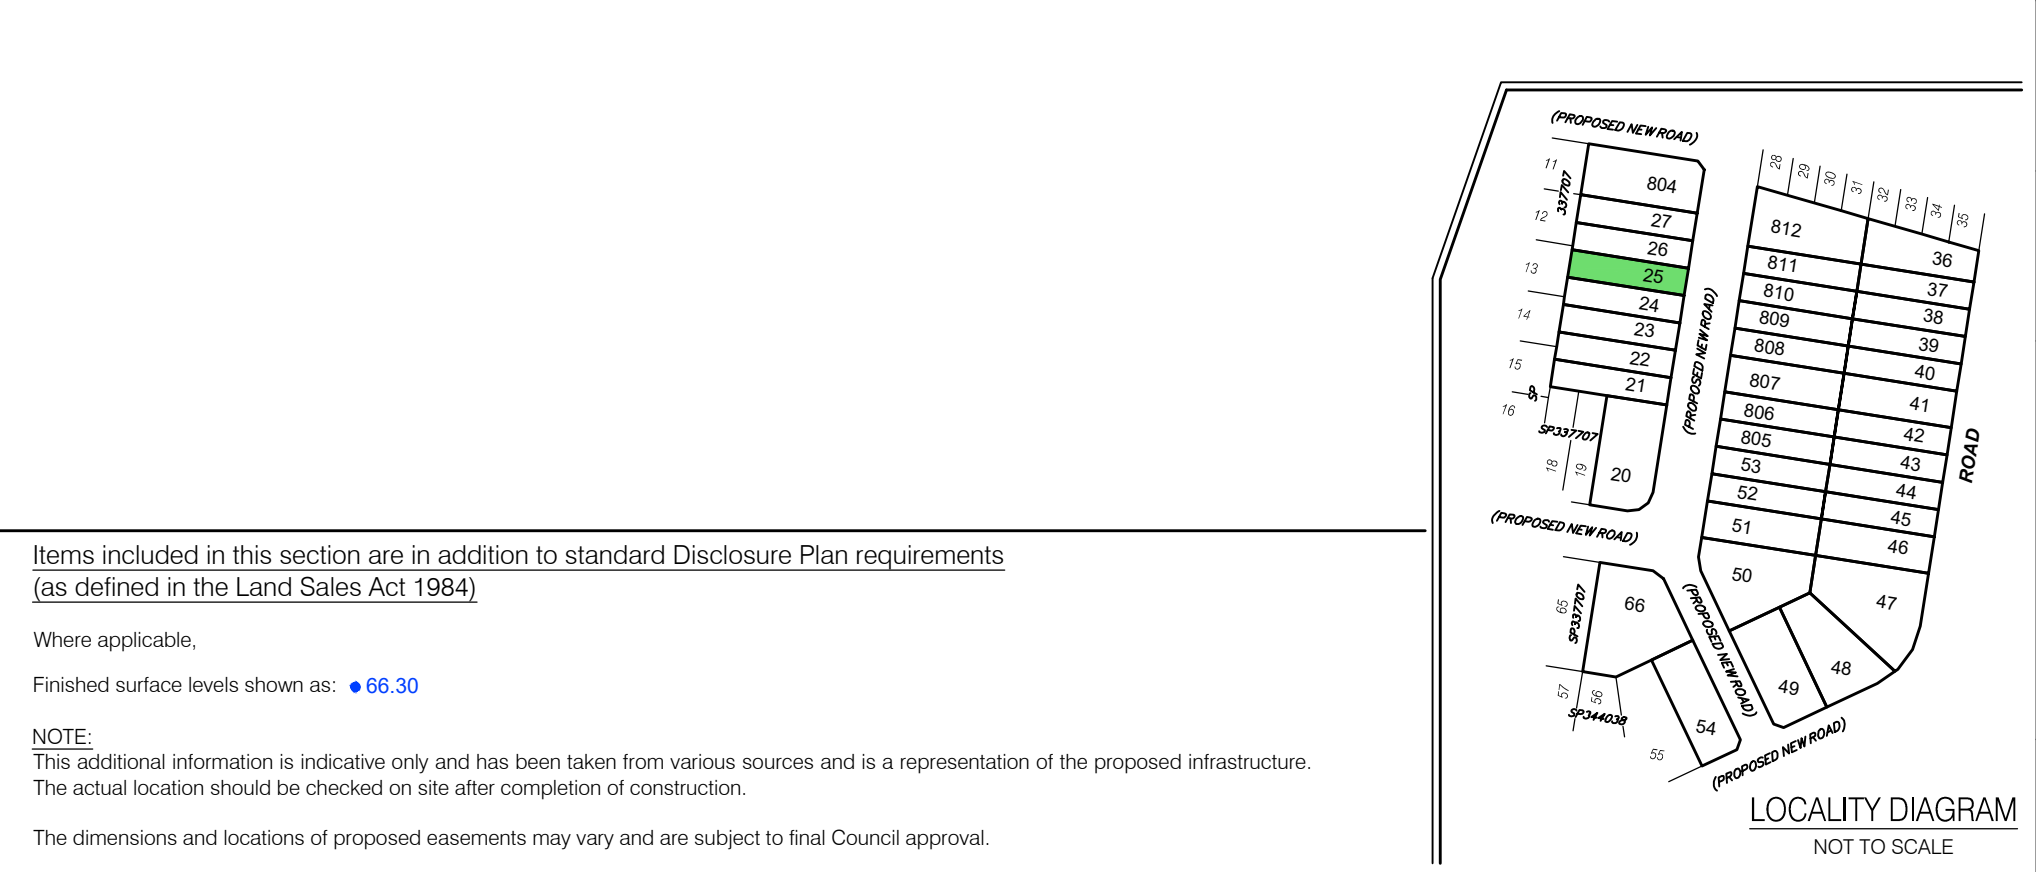 Items included in this section are in addition to standard Disclosure Plan requirements
(as defined in the Land Sales Act 1984)
Where applicable,
Finished surface levels shown as: 66.30
NOTE:
This additional information is indicative only and has been taken from various sources and is a representation of the proposed infrastructure.
The actual location should be checked on site after completion of construction.
The dimensions and locations of proposed easements may vary and are subject to final Council approval.
(PROPOSED NEW ROAD)
11
337707
12
13
14
15
SP
16
804
27
26
25
24
23
22
21
SP337707
18
19
20
(PROPOSED NEW ROAD)
(PROPOSED NEW ROAD)
28
29
30
31
32
33
34
35
812
811
810
809
808
807
806
805
53
52
51
50
36
37
38
39
40
41
42
43
44
45
46
47
ROAD
65
SP337707
66
(PROPOSED NEW ROAD)
49
48
57
56
SP344038
55
54
(PROPOSED NEW ROAD)
LOCALITY DIAGRAM
NOT TO SCALE